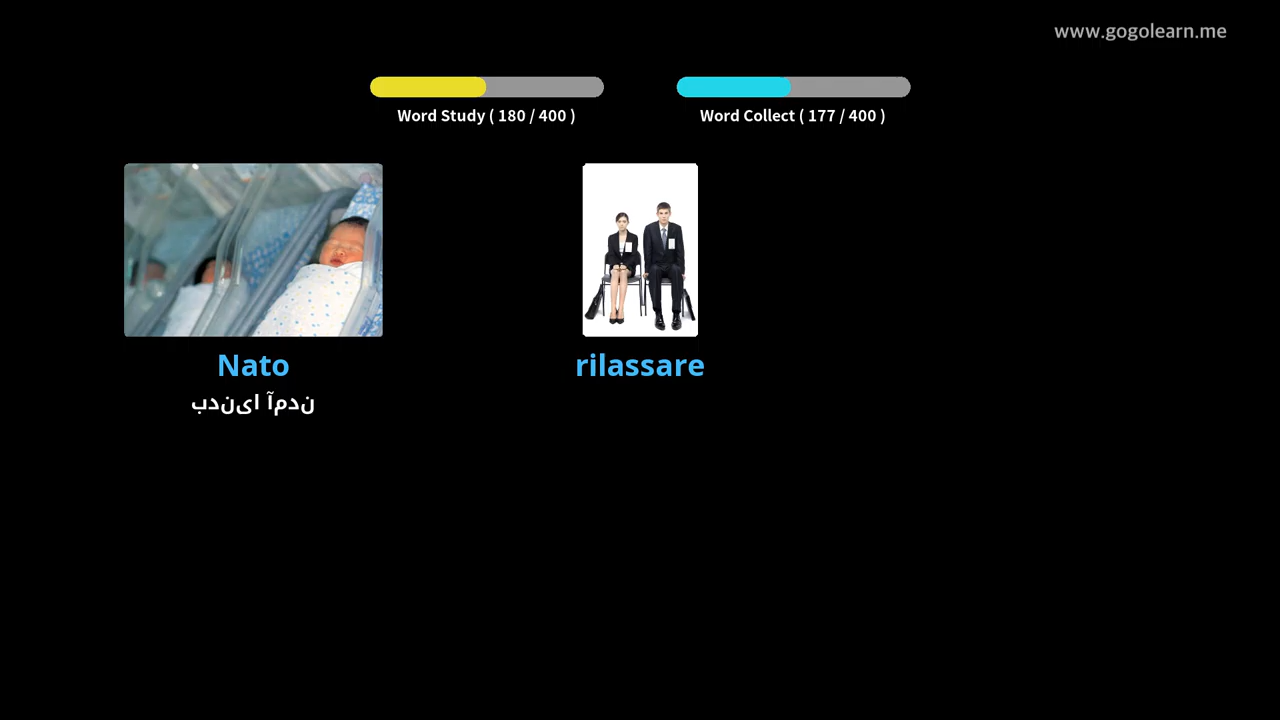 www.gogolearn.me
Word Study ( 180 / 400 )
Word Collect ( 177 / 400 )
Nato
ندمآ ایندب
rilassare